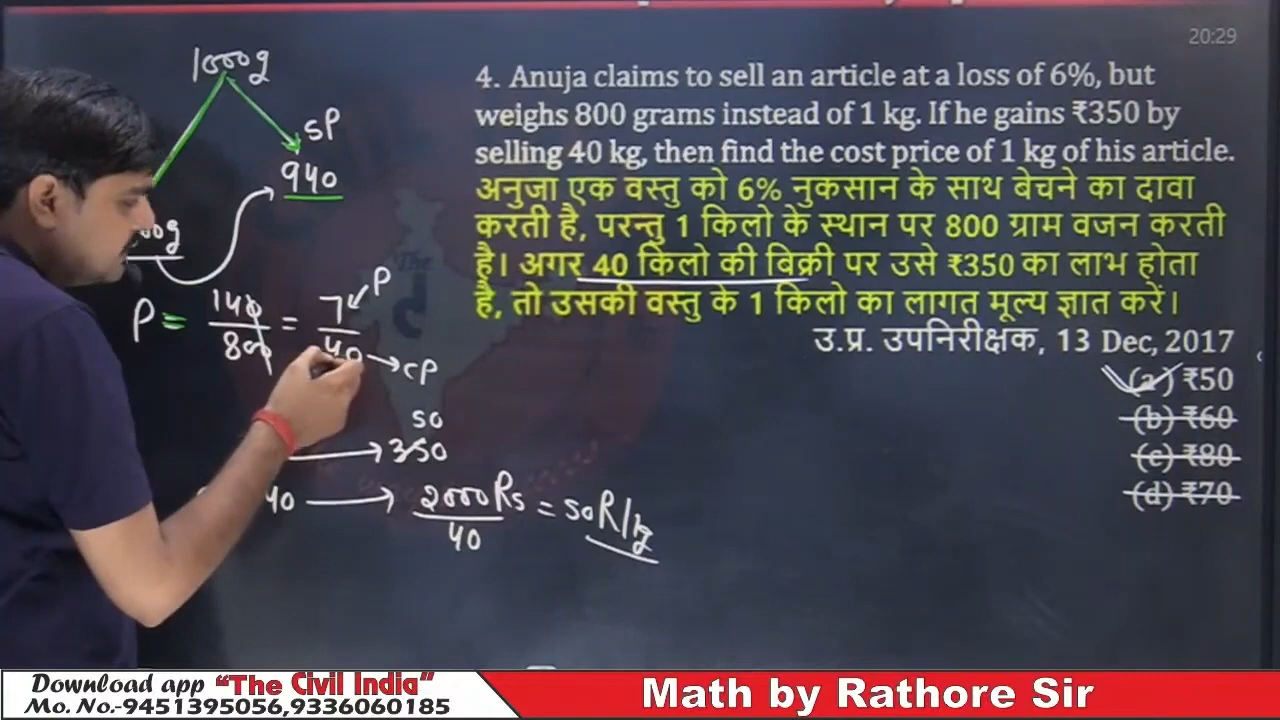 20:29
1000g
SP
940
00g
P = 140/800 = 7/40
P
CP
50
350
40
2000Rs/40 = 50R/kg
4. Anuja claims to sell an article at a loss of 6%, but
weighs 800 grams instead of 1 kg. If he gains ₹350 by
selling 40 kg, then find the cost price of 1 kg of his article.
अनुजा एक वस्तु को 6% नुकसान के साथ बेचने का दावा
करती है, परन्तु 1 किलो के स्थान पर 800 ग्राम वजन करती
है। अगर 40 किलो की विक्री पर उसे ₹350 का लाभ होता
है, तो उसकी वस्तु के 1 किलो का लागत मूल्य ज्ञात करें।
उ.प्र. उपनिरीक्षक, 13 Dec, 2017
(a) ₹50
(b) ₹60
(c) ₹80
(d) ₹70
Download app "The Civil India"
Mo. No.-9451395056,9336060185
Math by Rathore Sir